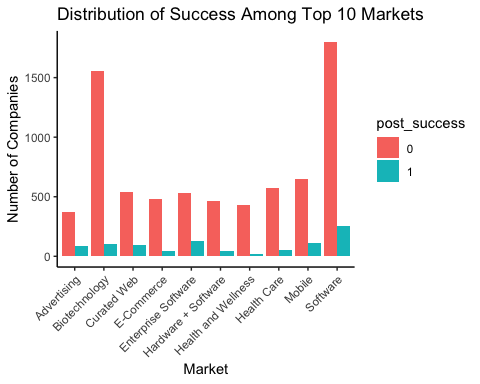 Distribution of Success Among Top 10 Markets
Number of Companies
1500
1000
500
0
Advertising
Biotechnology
Curated Web
E-Commerce
Enterprise Software
Hardware + Software
Health and Wellness
Health Care
Mobile
Software
Market
post_success
0
1